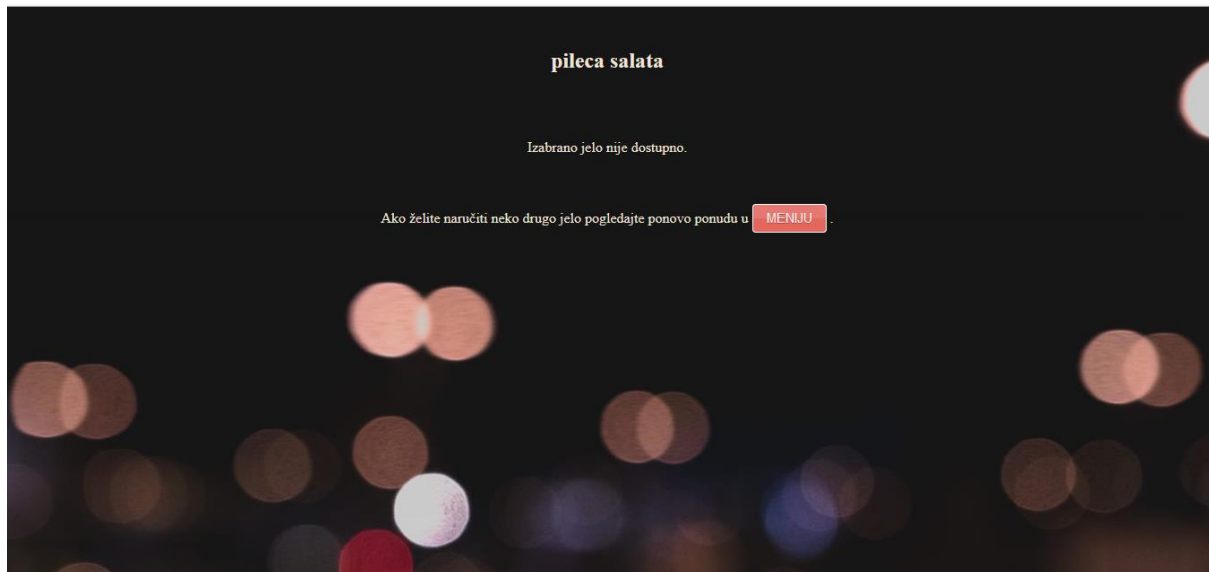 pileca salata
Izabrano jelo nije dostupno.
Ako želite naručiti neko drugo jelo pogledajte ponovo ponudu u MENIJU .